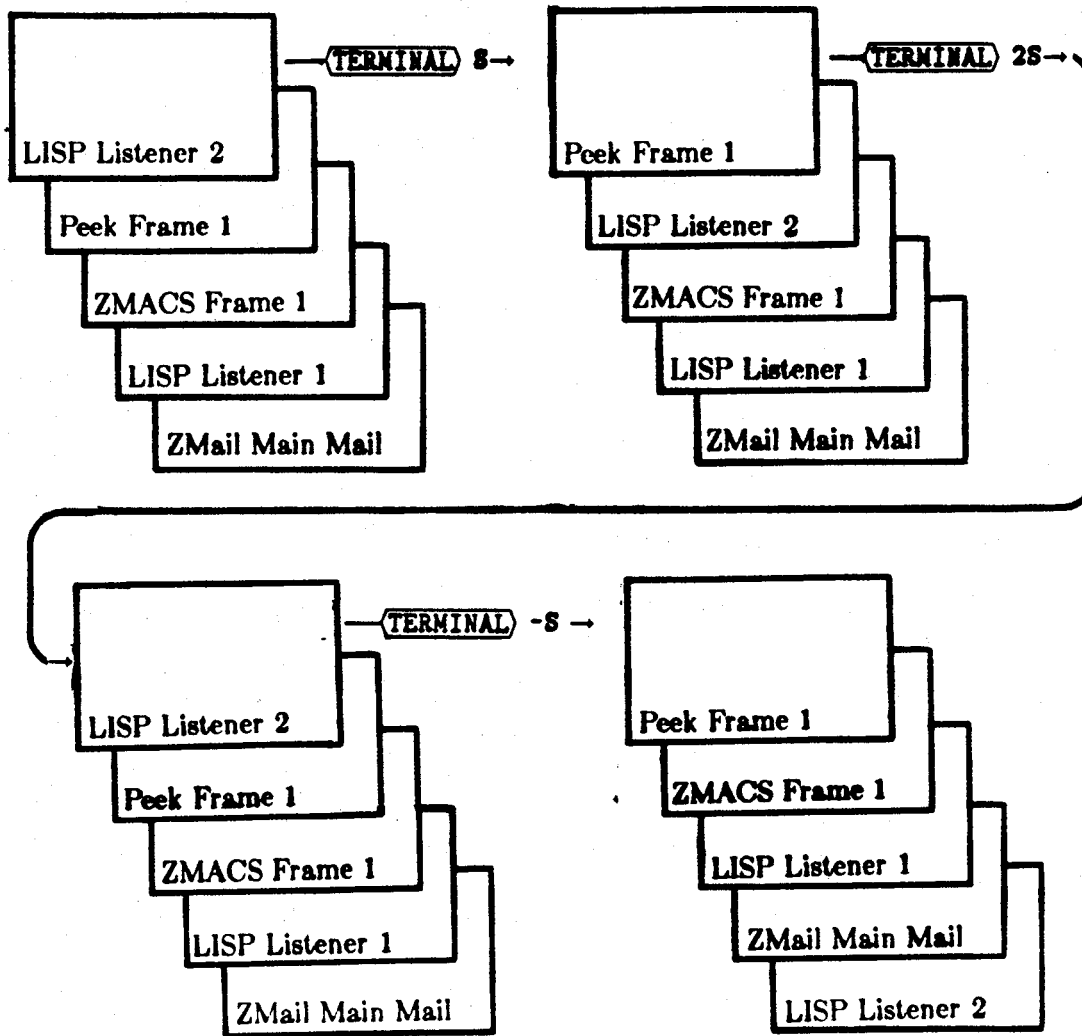 TERMINAL S→
LISP Listener 2
Peek Frame 1
ZMACS Frame 1
LISP Listener 1
ZMail Main Mail
TERMINAL 2S→
Peek Frame 1
LISP Listener 2
ZMACS Frame 1
LISP Listener 1
ZMail Main Mail
TERMINAL -S →
LISP Listener 2
Peek Frame 1
ZMACS Frame 1
LISP Listener 1
ZMail Main Mail
Peek Frame 1
ZMACS Frame 1
LISP Listener 1
ZMail Main Mail
LISP Listener 2